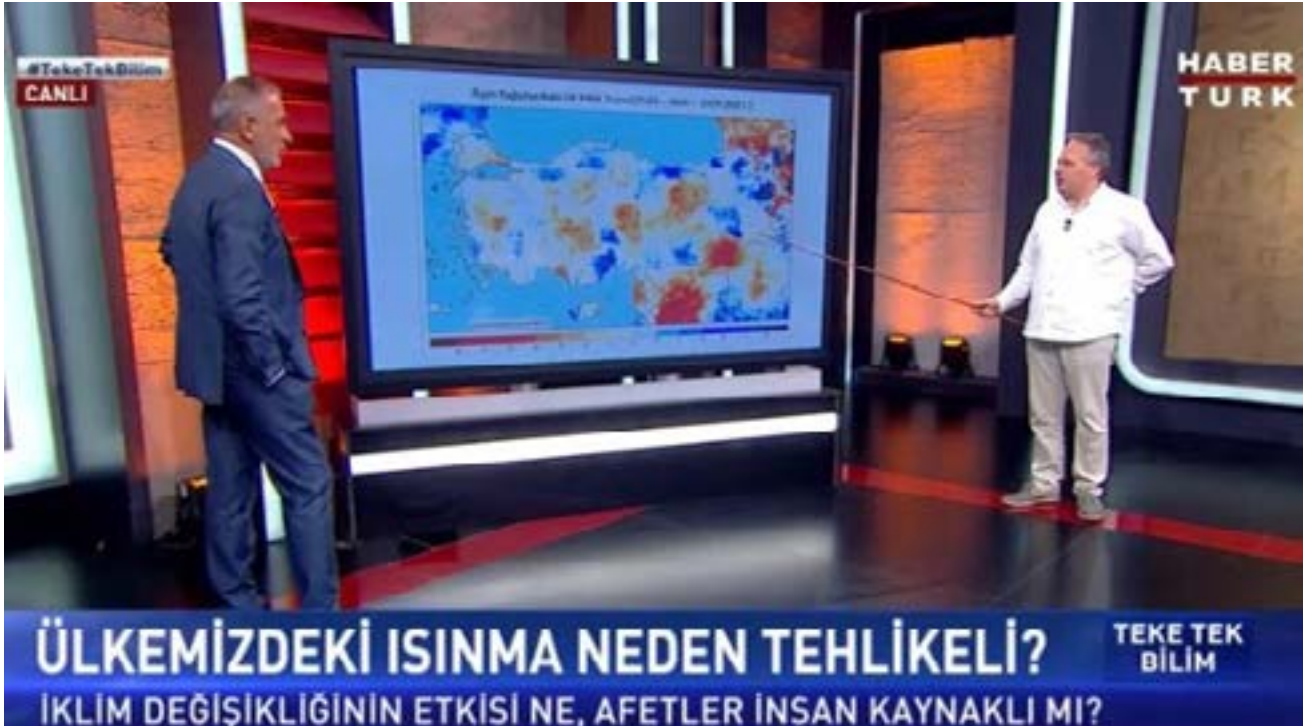 #TekeTekBilim
CANLI
HABER
TURK
ÜLKEMİZDEKİ ISINMA NEDEN TEHLİKELİ?
TEKE TEK
BİLİM
İKLİM DEĞİŞİKLİĞİNİN ETKİSİ NE, AFETLER İNSAN KAYNAKLI MI?